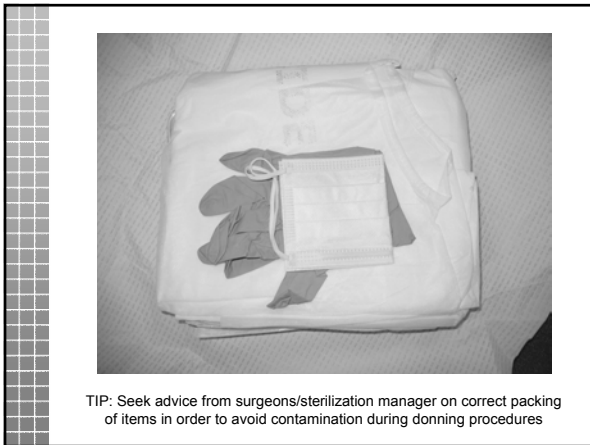 TIP: Seek advice from surgeons/sterilization manager on correct packing
of items in order to avoid contamination during donning procedures